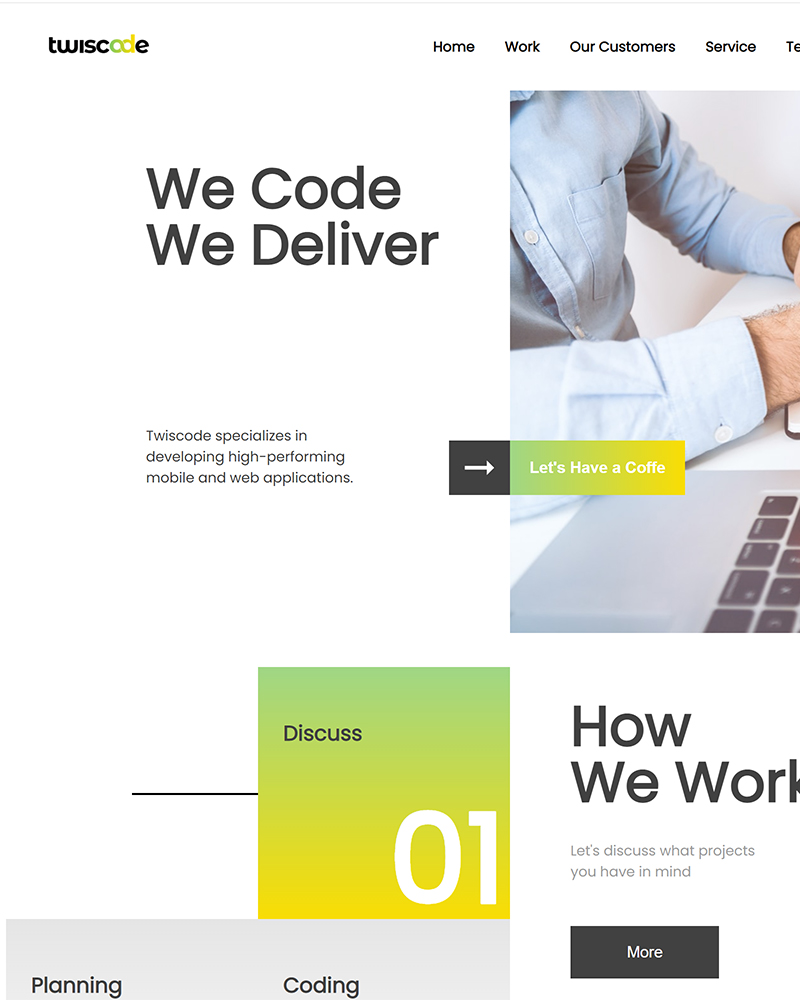 twiscode
Home Work Our Customers Service
We Code
We Deliver
Twiscode specializes in
developing high-performing
mobile and web applications.
Let's Have a Coffe
Discuss
01
How
We Work
Let's discuss what projects
you have in mind
More
Planning
Coding